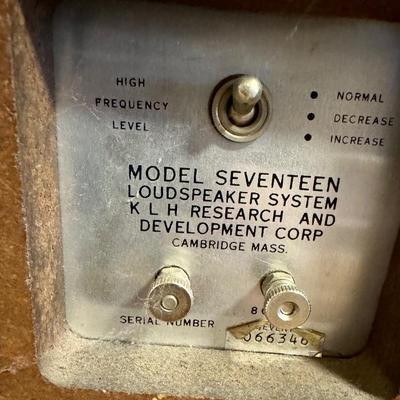 HIGH
FREQUENCY
LEVEL
NORMAL
DECREASE
INCREASE
MODEL SEVENTEEN
LOUDSPEAKER SYSTEM
K L H RESEARCH AND
DEVELOPMENT CORP
CAMBRIDGE MASS.
8
SERIAL NUMBER
066346